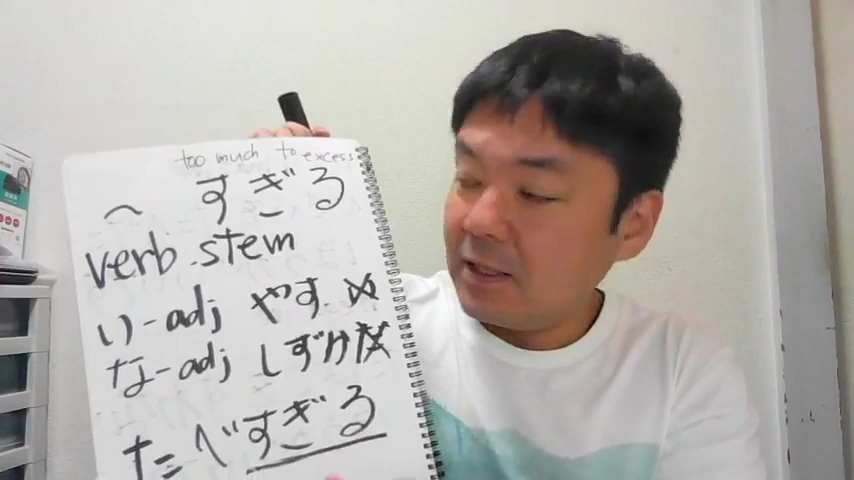 too much to excess
～ すぎる
verb stem
い-adj やすい
な-adj しずかな
たべすぎる